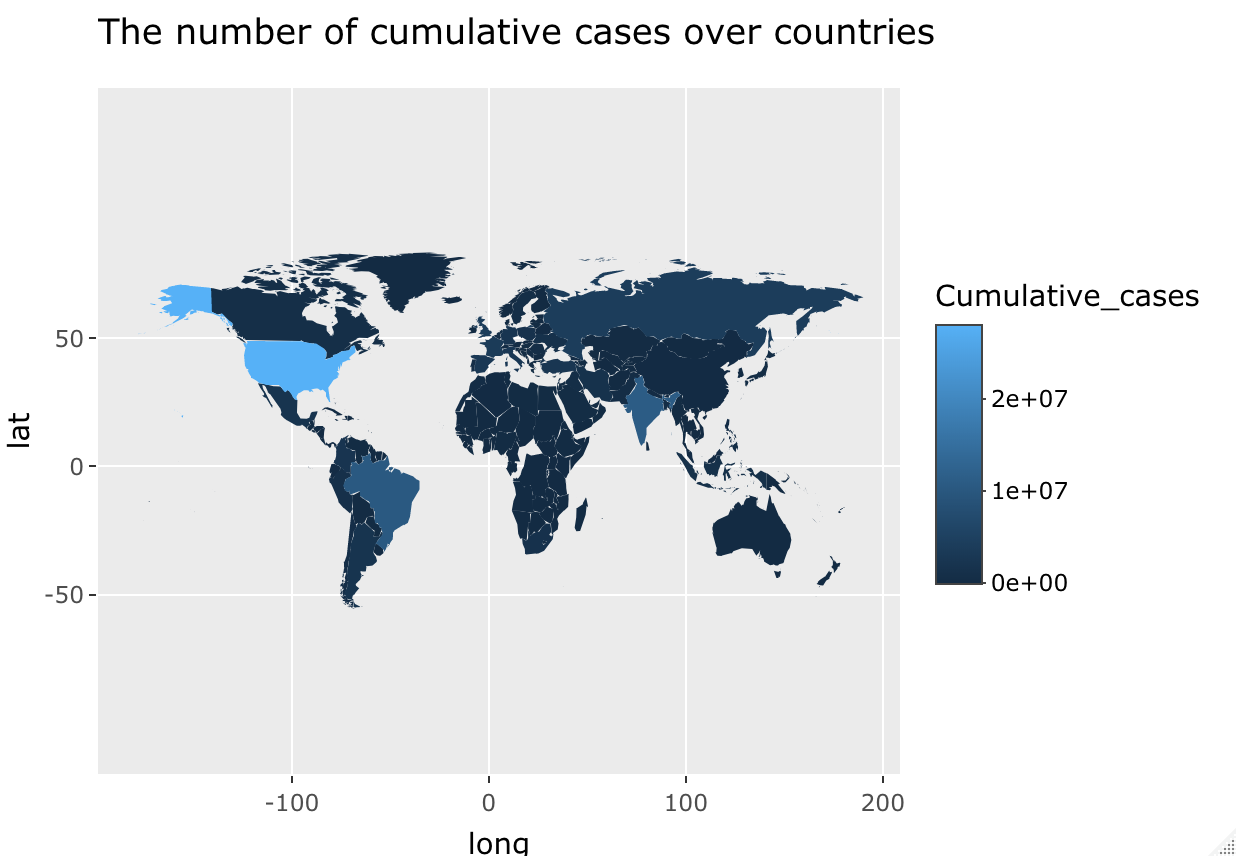 The number of cumulative cases over countries
Cumulative_cases
2e+07
1e+07
0e+00
lat
50
0
-50
-100
0
100
200
long